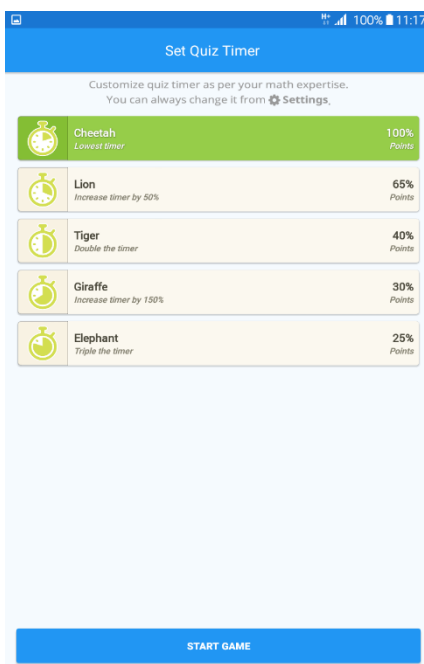 100% 11:17
Set Quiz Timer
Customize quiz timer as per your math expertise.
You can always change it from Settings.
Cheetah 100%
Lowest timer Points
Lion 65%
Increase timer by 50% Points
Tiger 40%
Double the timer Points
Giraffe 30%
Increase timer by 150% Points
Elephant 25%
Triple the timer Points
START GAME